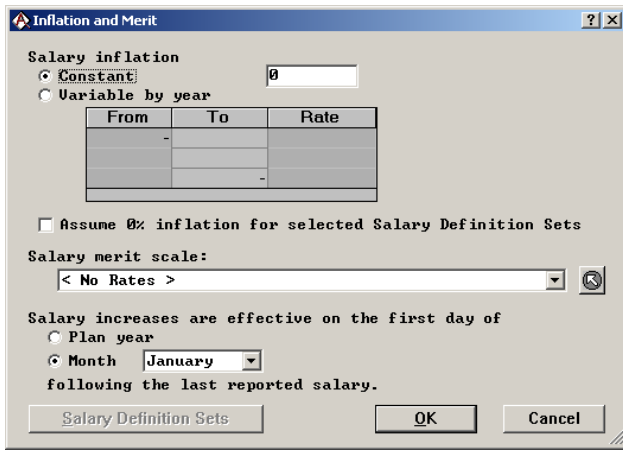 Inflation and Merit
Salary inflation
Constant 0
Variable by year
From To Rate
-
-
Assume 0% inflation for selected Salary Definition Sets
Salary merit scale:
< No Rates >
Salary increases are effective on the first day of
Plan year
Month January
following the last reported salary.
Salary Definition Sets OK Cancel